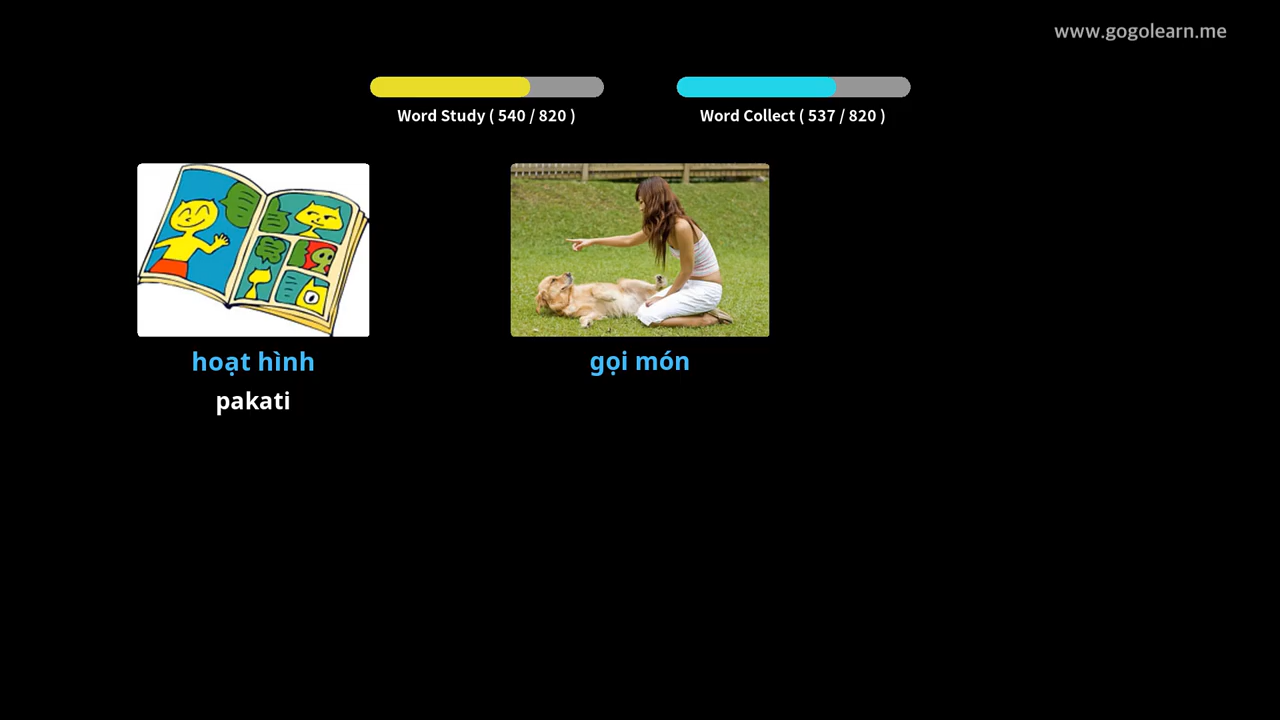 www.gogolearn.me
Word Study ( 540 / 820 )
Word Collect ( 537 / 820 )
hoạt hình
pakati
gọi món